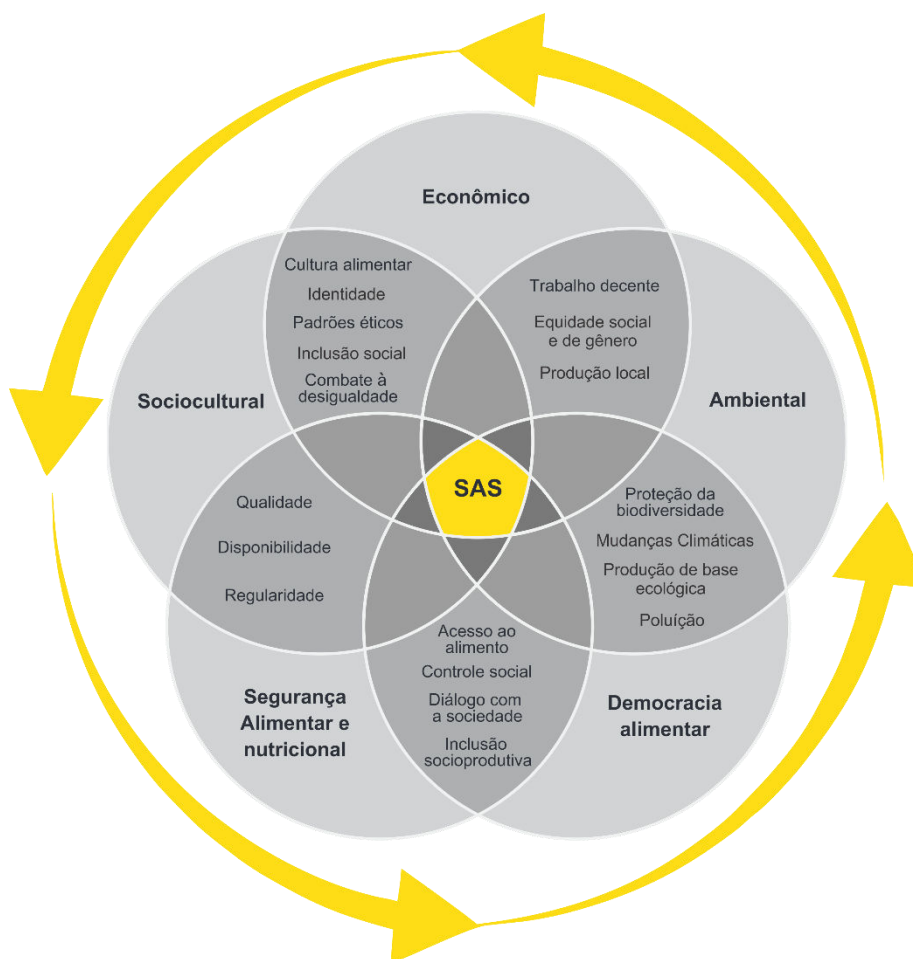 Econômico
Cultura alimentar
Identidade
Padrões éticos
Inclusão social
Combate à
desigualdade
Trabalho decente
Equidade social
e de gênero
Produção local
Sociocultural
Ambiental
SAS
Qualidade
Disponibilidade
Regularidade
Proteção da
biodiversidade
Mudanças Climáticas
Produção de base
ecológica
Poluíção
Acesso ao
alimento
Controle social
Diálogo com
a sociedade
Inclusão
socioprodutiva
Segurança
Alimentar e
nutricional
Democracia
alimentar